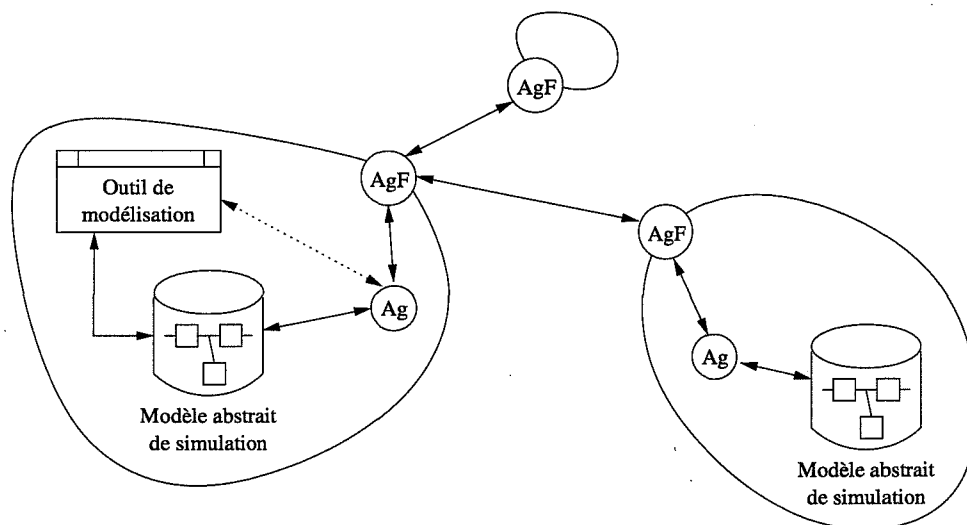 AgF
AgF
Outil de
modélisation
AgF
Ag
Ag
Modèle abstrait
de simulation
Modèle abstrait
de simulation